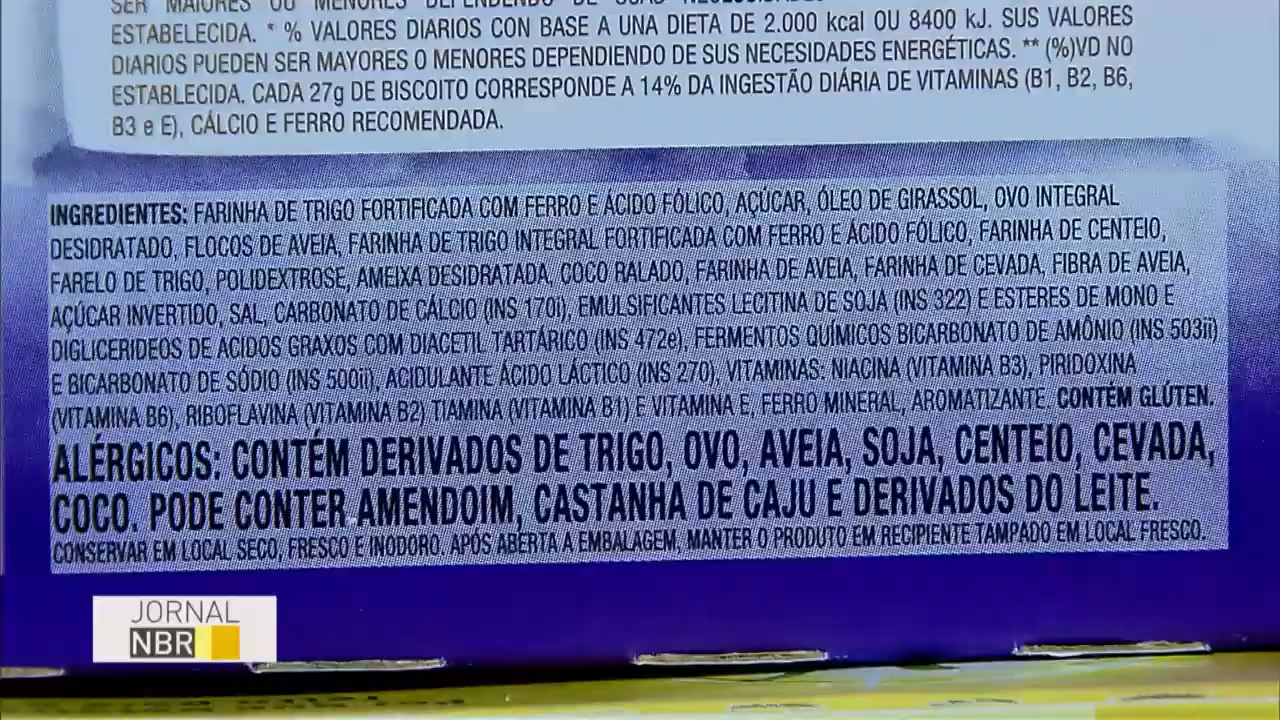 SER MAIORES OU MENORES DEPENDENDO DE SUAS
ESTABELECIDA. * % VALORES DIARIOS CON BASE A UNA DIETA DE 2.000 kcal OU 8400 kJ. SUS VALORES
DIARIOS PUEDEN SER MAYORES O MENORES DEPENDIENDO DE SUS NECESIDADES ENERGÉTICAS. ** (%)VD NO
ESTABLECIDA. CADA 27g DE BISCOITO CORRESPONDE A 14% DA INGESTÃO DIÁRIA DE VITAMINAS (B1, B2, B6,
B3 e E), CÁLCIO E FERRO RECOMENDADA.
INGREDIENTES: FARINHA DE TRIGO FORTIFICADA COM FERRO E ÁCIDO FÓLICO, AÇÚCAR, ÓLEO DE GIRASSOL, OVO INTEGRAL
DESIDRATADO, FLOCOS DE AVEIA, FARINHA DE TRIGO INTEGRAL FORTIFICADA COM FERRO E ÁCIDO FÓLICO, FARINHA DE CENTEIO,
FARELO DE TRIGO, POLIDEXTROSE, AMEIXA DESIDRATADA, COCO RALADO, FARINHA DE AVEIA, FARINHA DE CEVADA, FIBRA DE AVEIA,
AÇÚCAR INVERTIDO, SAL, CARBONATO DE CÁLCIO (INS 170i), EMULSIFICANTES LECITINA DE SOJA (INS 322) E ESTERES DE MONO E
DIGLICERIDEOS DE ACIDOS GRAXOS COM DIACETIL TARTÁRICO (INS 472e), FERMENTOS QUÍMICOS BICARBONATO DE AMÔNIO (INS 503ii)
E BICARBONATO DE SÓDIO (INS 500ii), ACIDULANTE ÁCIDO LÁCTICO (INS 270), VITAMINAS: NIACINA (VITAMINA B3), PIRIDOXINA
(VITAMINA B6), RIBOFLAVINA (VITAMINA B2) TIAMINA (VITAMINA B1) E VITAMINA E, FERRO MINERAL, AROMATIZANTE. CONTÉM GLÚTEN.
ALÉRGICOS: CONTÉM DERIVADOS DE TRIGO, OVO, AVEIA, SOJA, CENTEIO, CEVADA,
COCO. PODE CONTER AMENDOIM, CASTANHA DE CAJU E DERIVADOS DO LEITE.
CONSERVAR EM LOCAL SECO, FRESCO E INODORO. APÓS ABERTA A EMBALAGEM, MANTER O PRODUTO EM RECIPIENTE TAMPADO EM LOCAL FRESCO.
JORNAL
NBR